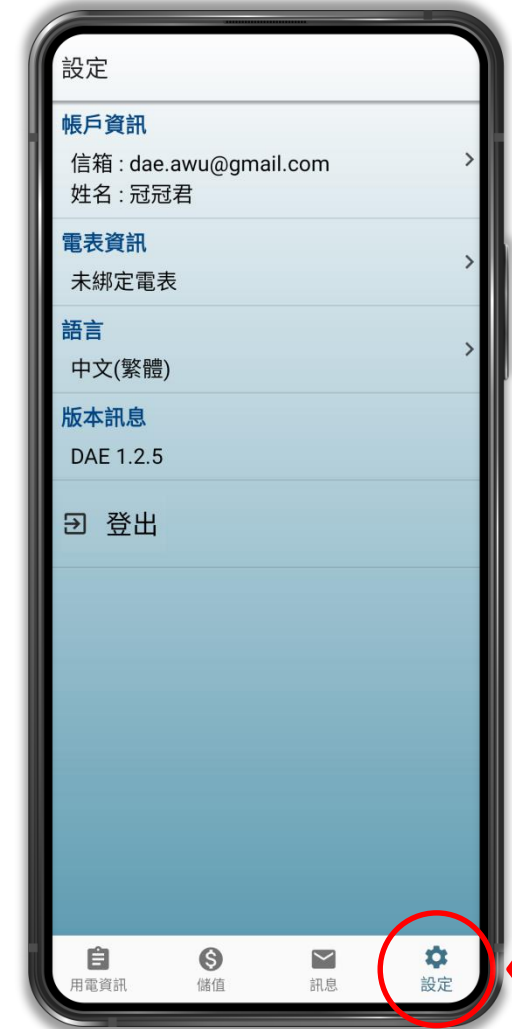 設定
帳戶資訊
信箱 : dae.awu@gmail.com
姓名 : 冠冠君
電表資訊
未綁定電表
語言
中文(繁體)
版本訊息
DAE 1.2.5
登出
用電資訊 儲值 訊息 設定